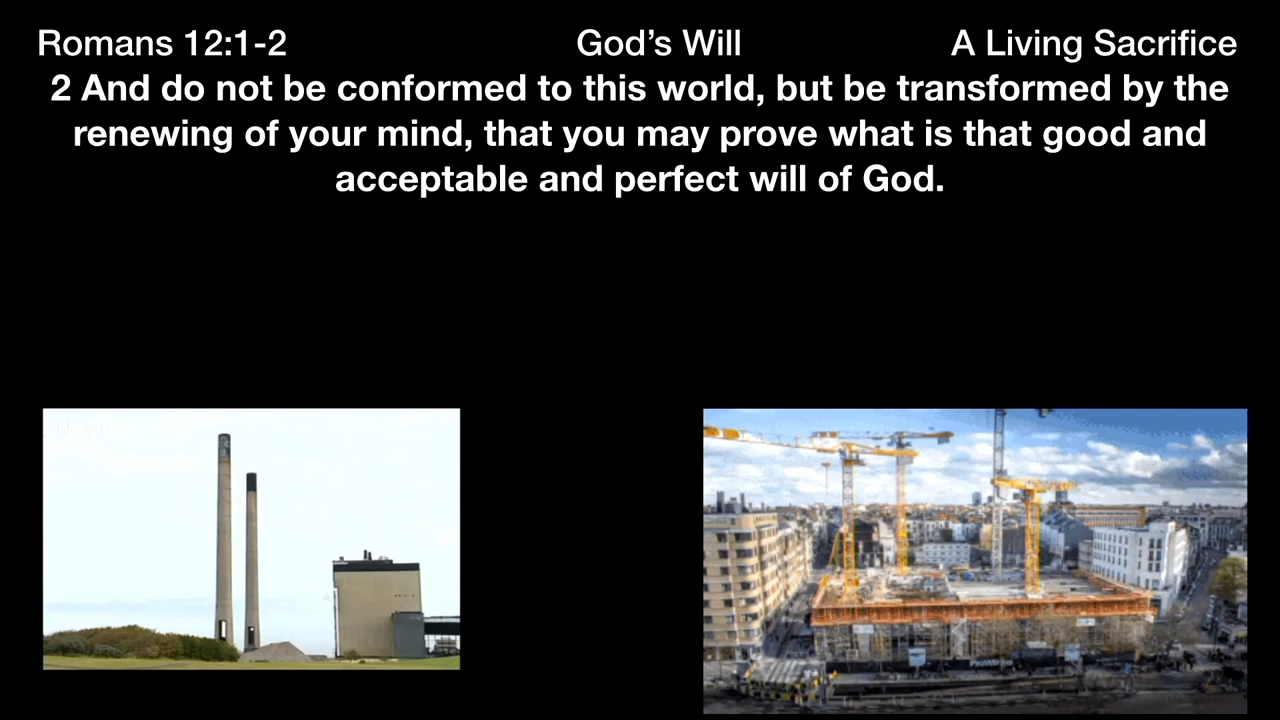 Romans 12:1-2 God’s Will A Living Sacrifice
2 And do not be conformed to this world, but be transformed by the
renewing of your mind, that you may prove what is that good and
acceptable and perfect will of God.